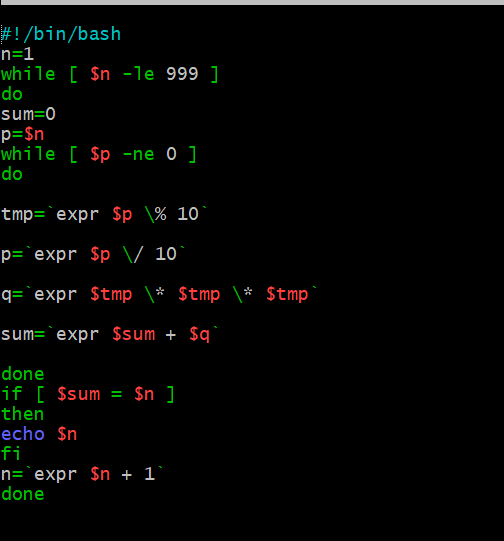 #!/bin/bash
n=1
while [ $n -le 999 ]
do
sum=0
p=$n
while [ $p -ne 0 ]
do
tmp=`expr $p \% 10`
p=`expr $p \/ 10`
q=`expr $tmp \* $tmp \* $tmp`
sum=`expr $sum + $q`
done
if [ $sum = $n ]
then
echo $n
fi
n=`expr $n + 1`
done